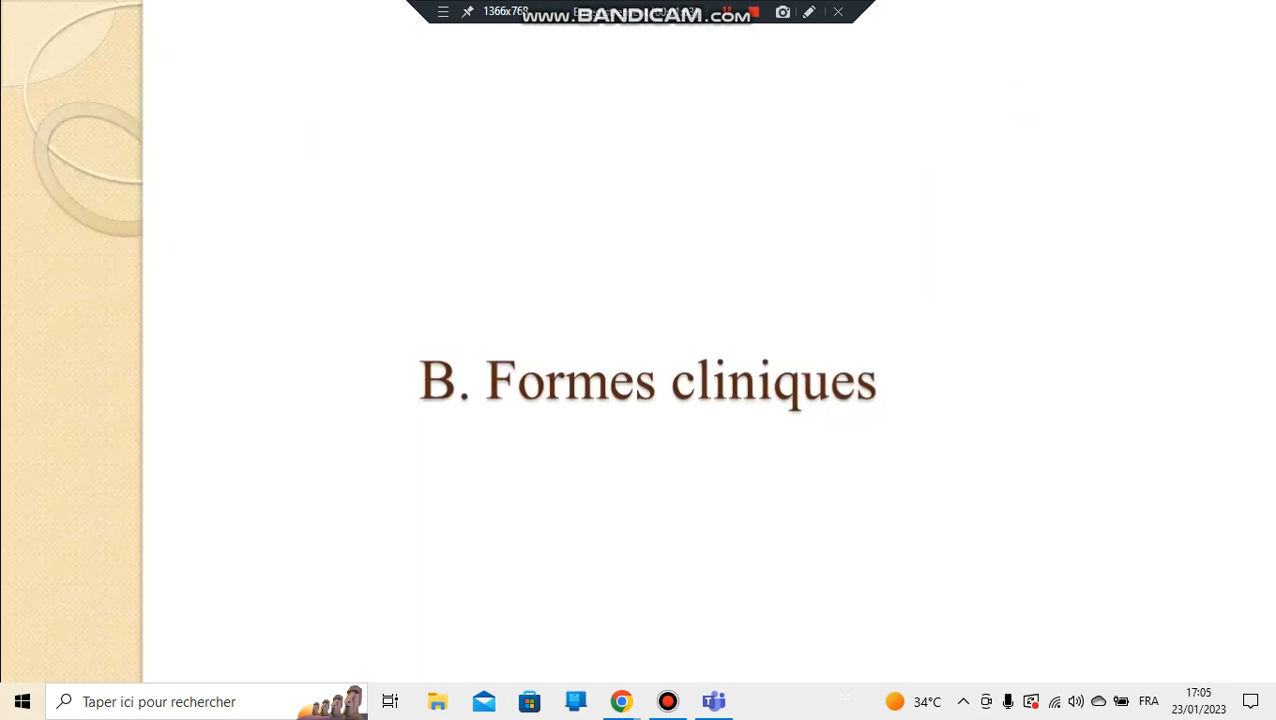 1366x768
www.BANDICAM.com
B. Formes cliniques
Taper ici pour rechercher
34°C
FRA
17:05
23/01/2023